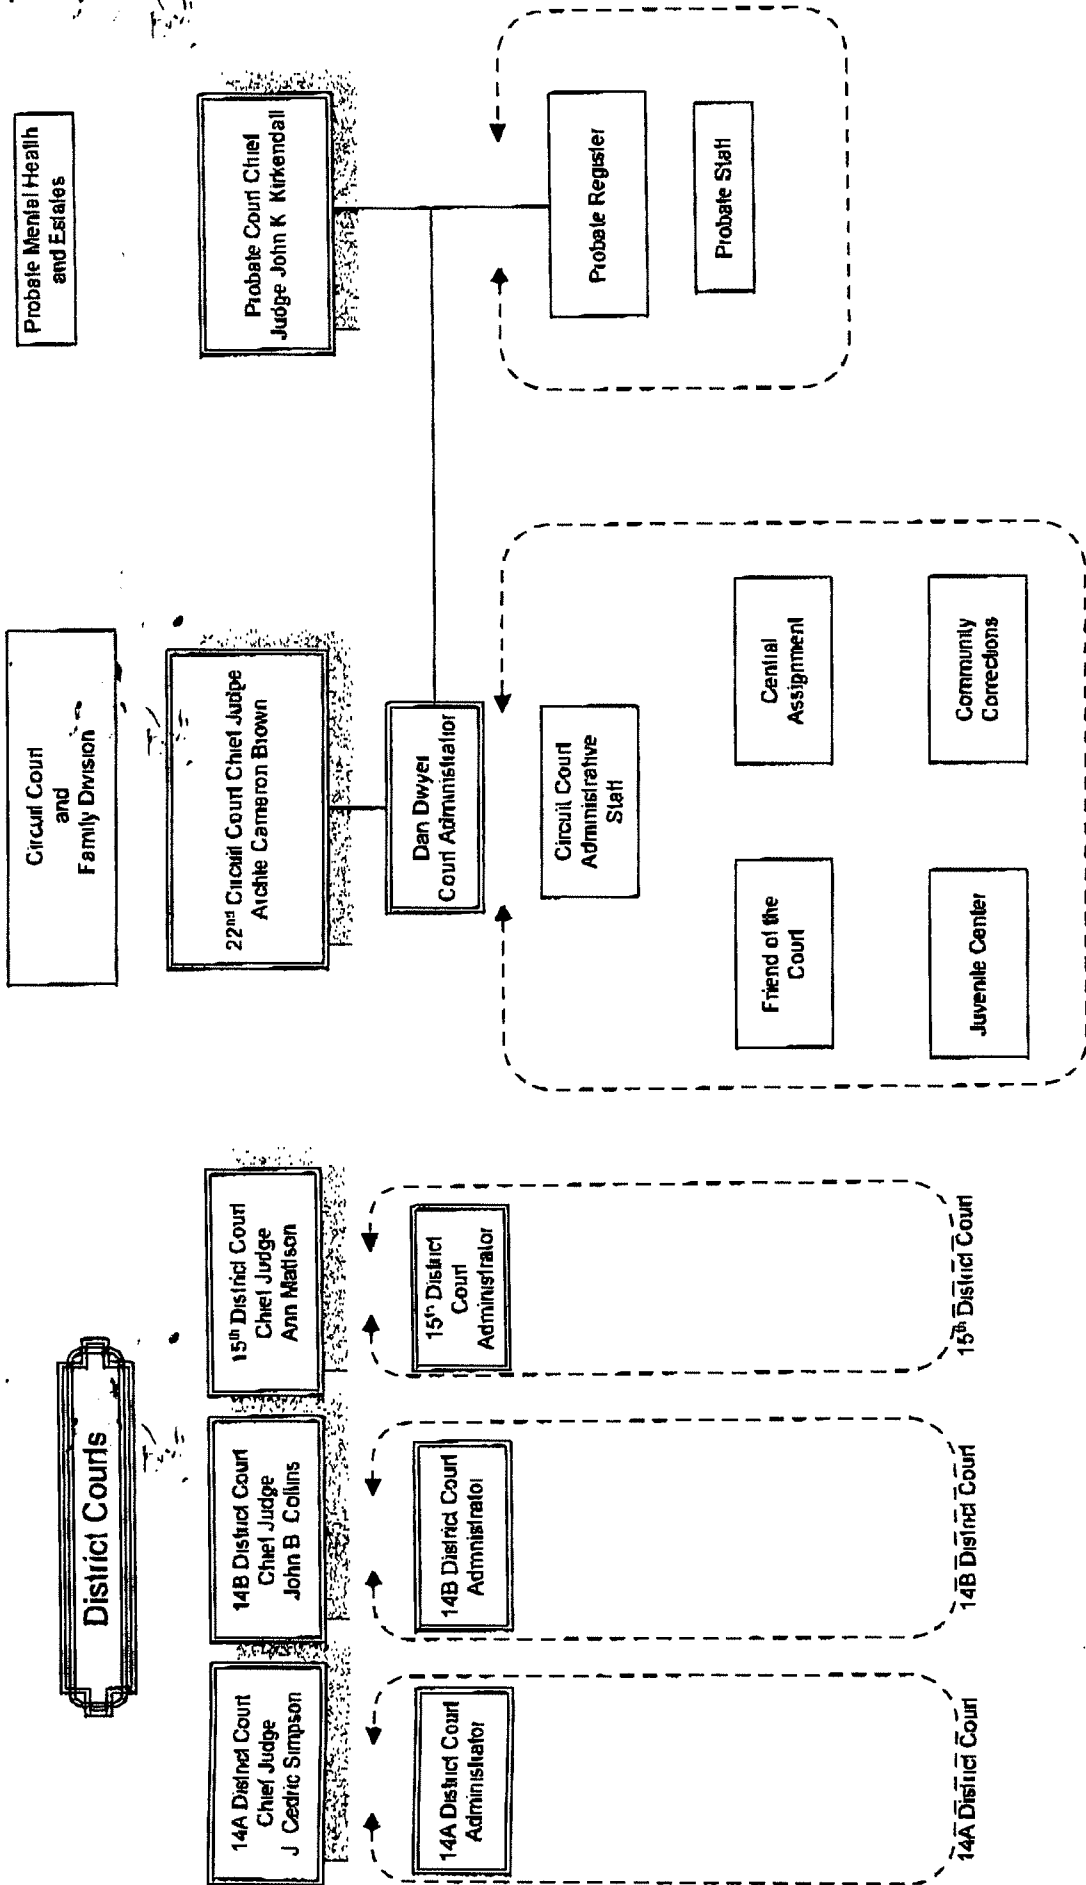 District Courts
14A District Court
Chief Judge
J Cedric Simpson
14B District Court
Chief Judge
John B Collins
15th District Court
Chief Judge
Ann Mattson
14A District Court
Administrator
14B District Court
Administrator
15th District
Court
Administrator
14A District Court
14B District Court
15th District Court
Circuit Court
and
Family Division
22nd Circuit Court Chief Judge
Archie Cameron Brown
Dan Dwyer
Court Administrator
Circuit Court
Administrative
Staff
Friend of the
Court
Central
Assignment
Juvenile Center
Community
Corrections
Probate Mental Health
and Estates
Probate Court Chief
Judge John K Kirkendall
Probate Register
Probate Staff